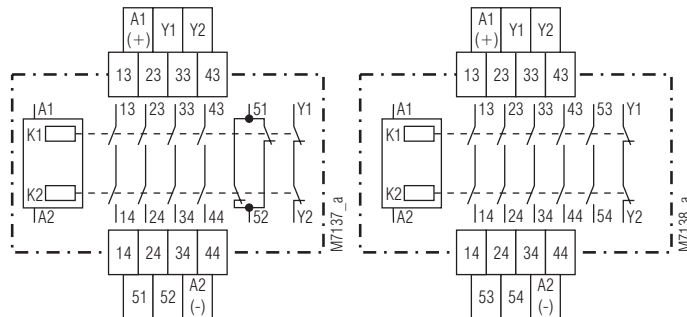 A1 (+) Y1 Y2
13 23 33 43
A1 13 23 33 43 51 Y1
K1
K2
A2 14 24 34 44 52 Y2
14 24 34 44
51 52 A2 (-)
M7137_a
A1 (+) Y1 Y2
13 23 33 43
A1 13 23 33 43 53 Y1
K1
K2
A2 14 24 34 44 54 Y2
14 24 34 44
53 54 A2 (-)
M7138_a